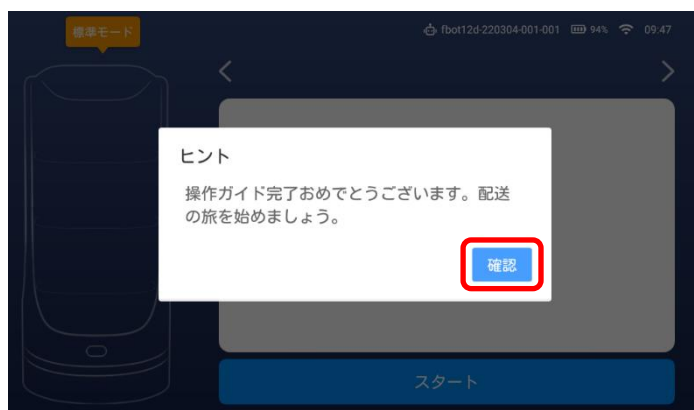 標準モード
fbot12d-220304-001-001 94% 09:47
ヒント
操作ガイド完了おめでとうございます。配送
の旅を始めましょう。
確認
スタート